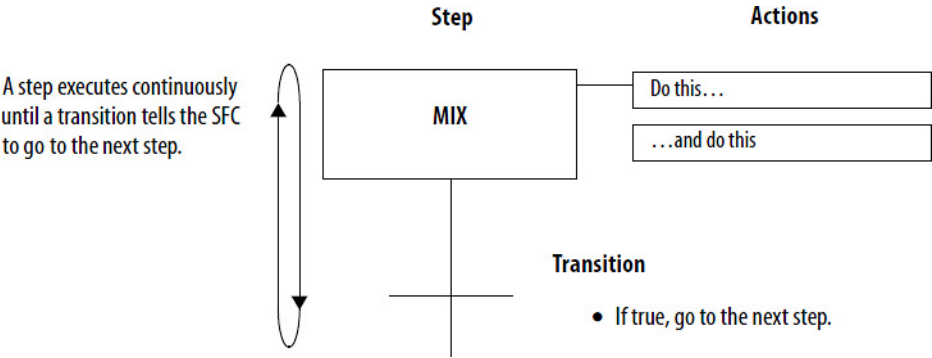 Step
Actions
A step executes continuously
until a transition tells the SFC
to go to the next step.
MIX
Do this…
…and do this
Transition
• If true, go to the next step.